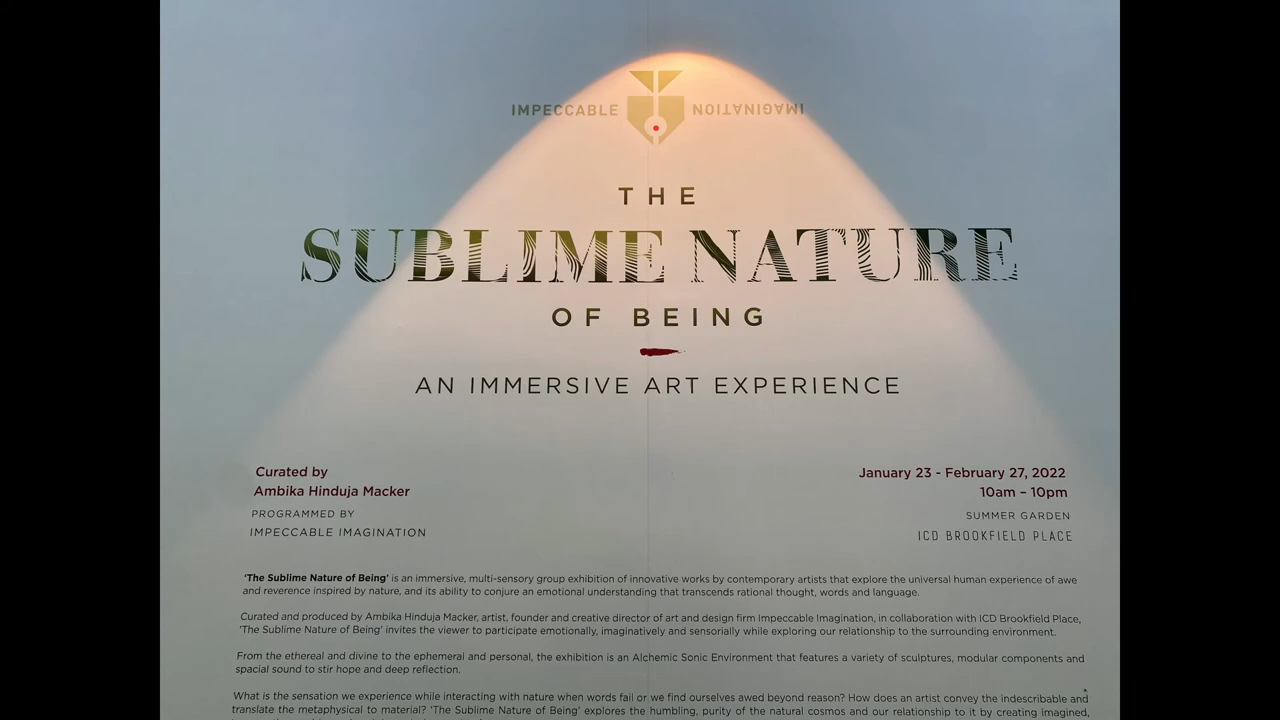 IMPECCABLE IMAGINATION
THE
SUBLIME NATURE
OF BEING
AN IMMERSIVE ART EXPERIENCE
Curated by
Ambika Hinduja Macker
PROGRAMMED BY
IMPECCABLE IMAGINATION
January 23 - February 27, 2022
10am – 10pm
SUMMER GARDEN
ICD BROOKFIELD PLACE
'The Sublime Nature of Being' is an immersive, multi-sensory group exhibition of innovative works by contemporary artists that explore the universal human experience of awe
and reverence inspired by nature, and its ability to conjure an emotional understanding that transcends rational thought, words and language.
Curated and produced by Ambika Hinduja Macker, artist, founder and creative director of art and design firm Impeccable Imagination, in collaboration with ICD Brookfield Place,
'The Sublime Nature of Being' invites the viewer to participate emotionally, imaginatively and sensorially while exploring our relationship to the surrounding environment.
From the ethereal and divine to the ephemeral and personal, the exhibition is an Alchemic Sonic Environment that features a variety of sculptures, modular components and
spacial sound to stir hope and deep reflection.
What is the sensation we experience while interacting with nature when words fail or we find ourselves awed beyond reason? How does an artist convey the indescribable and
translate the metaphysical to material? 'The Sublime Nature of Being' explores the humbling, purity of the natural cosmos and our relationship to it by creating imagined,